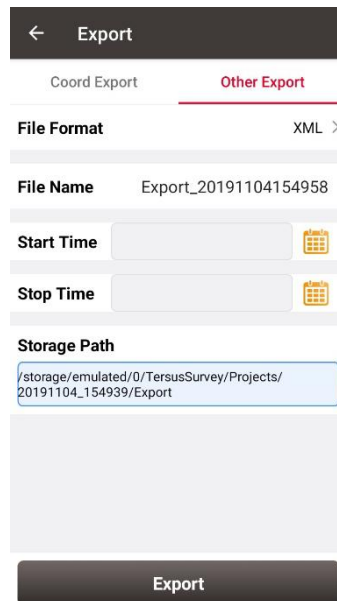 Export
Coord Export Other Export
File Format XML
File Name Export_20191104154958
Start Time
Stop Time
Storage Path
/storage/emulated/0/TersusSurvey/Projects/
20191104_154939/Export
Export